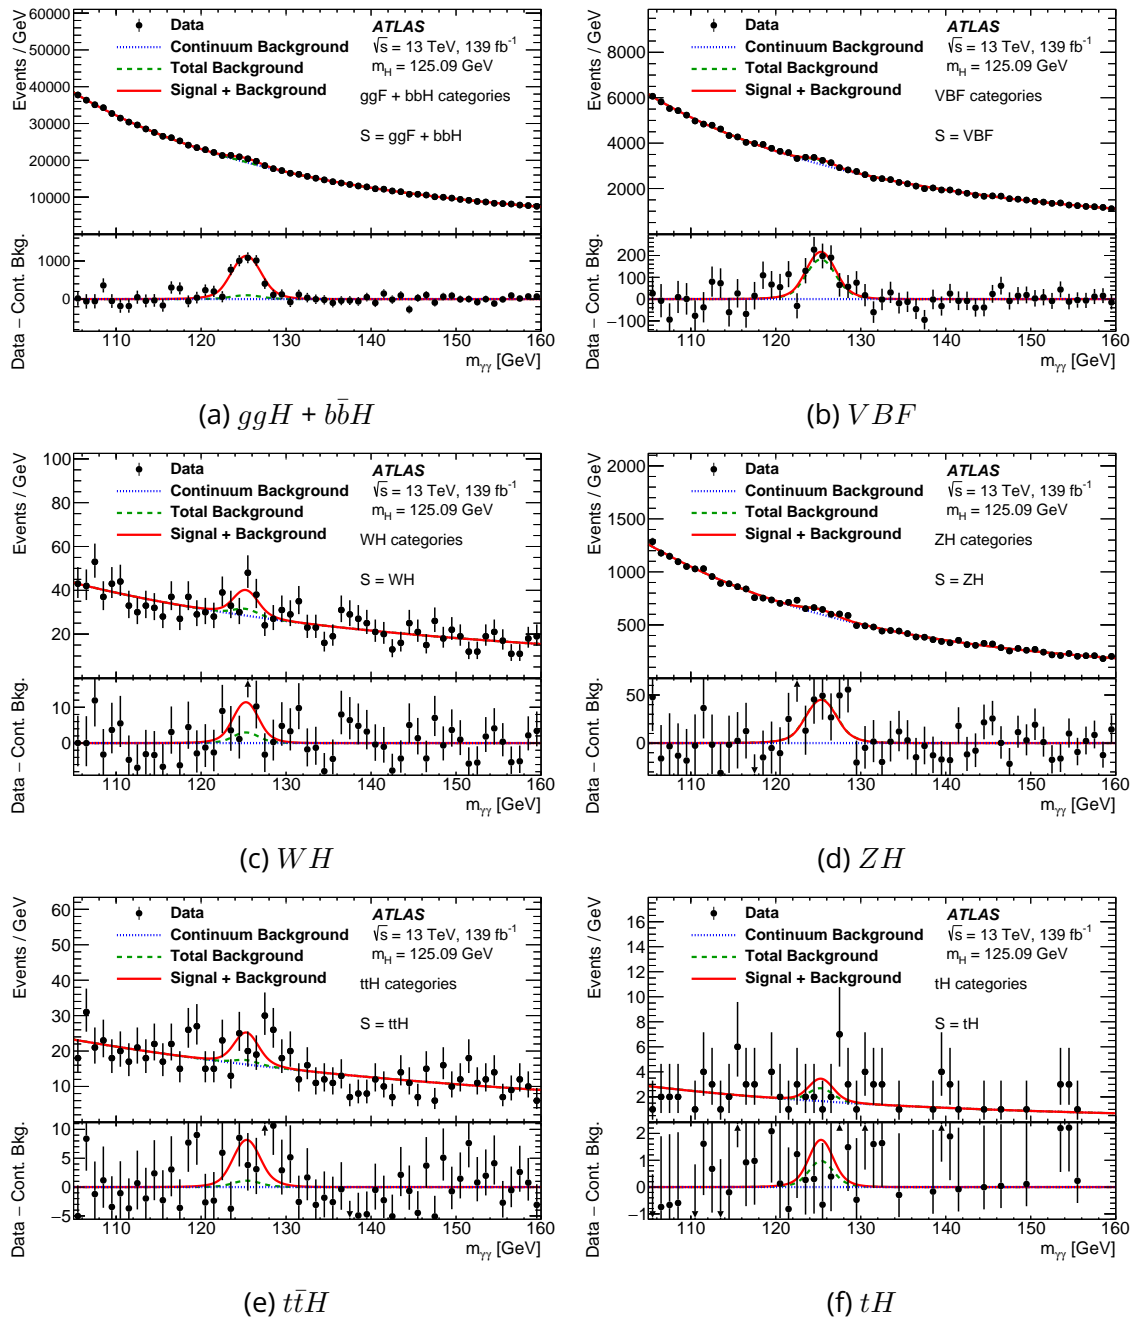 Events / GeV
60000
50000
40000
30000
20000
10000
Data
Continuum Background
Total Background
Signal + Background
ATLAS
√s = 13 TeV, 139 fb⁻¹
m_H = 125.09 GeV
ggF + bbH categories
S = ggF + bbH
Data − Cont. Bkg.
1000
0
110 120 130 140 150 160
m_γγ [GeV]
(a) ggH + bb̄H
Events / GeV
8000
6000
4000
2000
Data
Continuum Background
Total Background
Signal + Background
ATLAS
√s = 13 TeV, 139 fb⁻¹
m_H = 125.09 GeV
VBF categories
S = VBF
Data − Cont. Bkg.
200
100
0
−100
110 120 130 140 150 160
m_γγ [GeV]
(b) VBF
Events / GeV
100
80
60
40
20
Data
Continuum Background
Total Background
Signal + Background
ATLAS
√s = 13 TeV, 139 fb⁻¹
m_H = 125.09 GeV
WH categories
S = WH
Data − Cont. Bkg.
10
0
110 120 130 140 150 160
m_γγ [GeV]
(c) WH
Events / GeV
2000
1500
1000
500
Data
Continuum Background
Total Background
Signal + Background
ATLAS
√s = 13 TeV, 139 fb⁻¹
m_H = 125.09 GeV
ZH categories
S = ZH
Data − Cont. Bkg.
50
0
110 120 130 140 150 160
m_γγ [GeV]
(d) ZH
Events / GeV
60
50
40
30
20
10
Data
Continuum Background
Total Background
Signal + Background
ATLAS
√s = 13 TeV, 139 fb⁻¹
m_H = 125.09 GeV
ttH categories
S = ttH
Data − Cont. Bkg.
10
5
0
−5
110 120 130 140 150 160
m_γγ [GeV]
(e) tt̄H
Events / GeV
16
14
12
10
8
6
4
2
Data
Continuum Background
Total Background
Signal + Background
ATLAS
√s = 13 TeV, 139 fb⁻¹
m_H = 125.09 GeV
tH categories
S = tH
Data − Cont. Bkg.
2
1
0
−1
110 120 130 140 150 160
m_γγ [GeV]
(f) tH